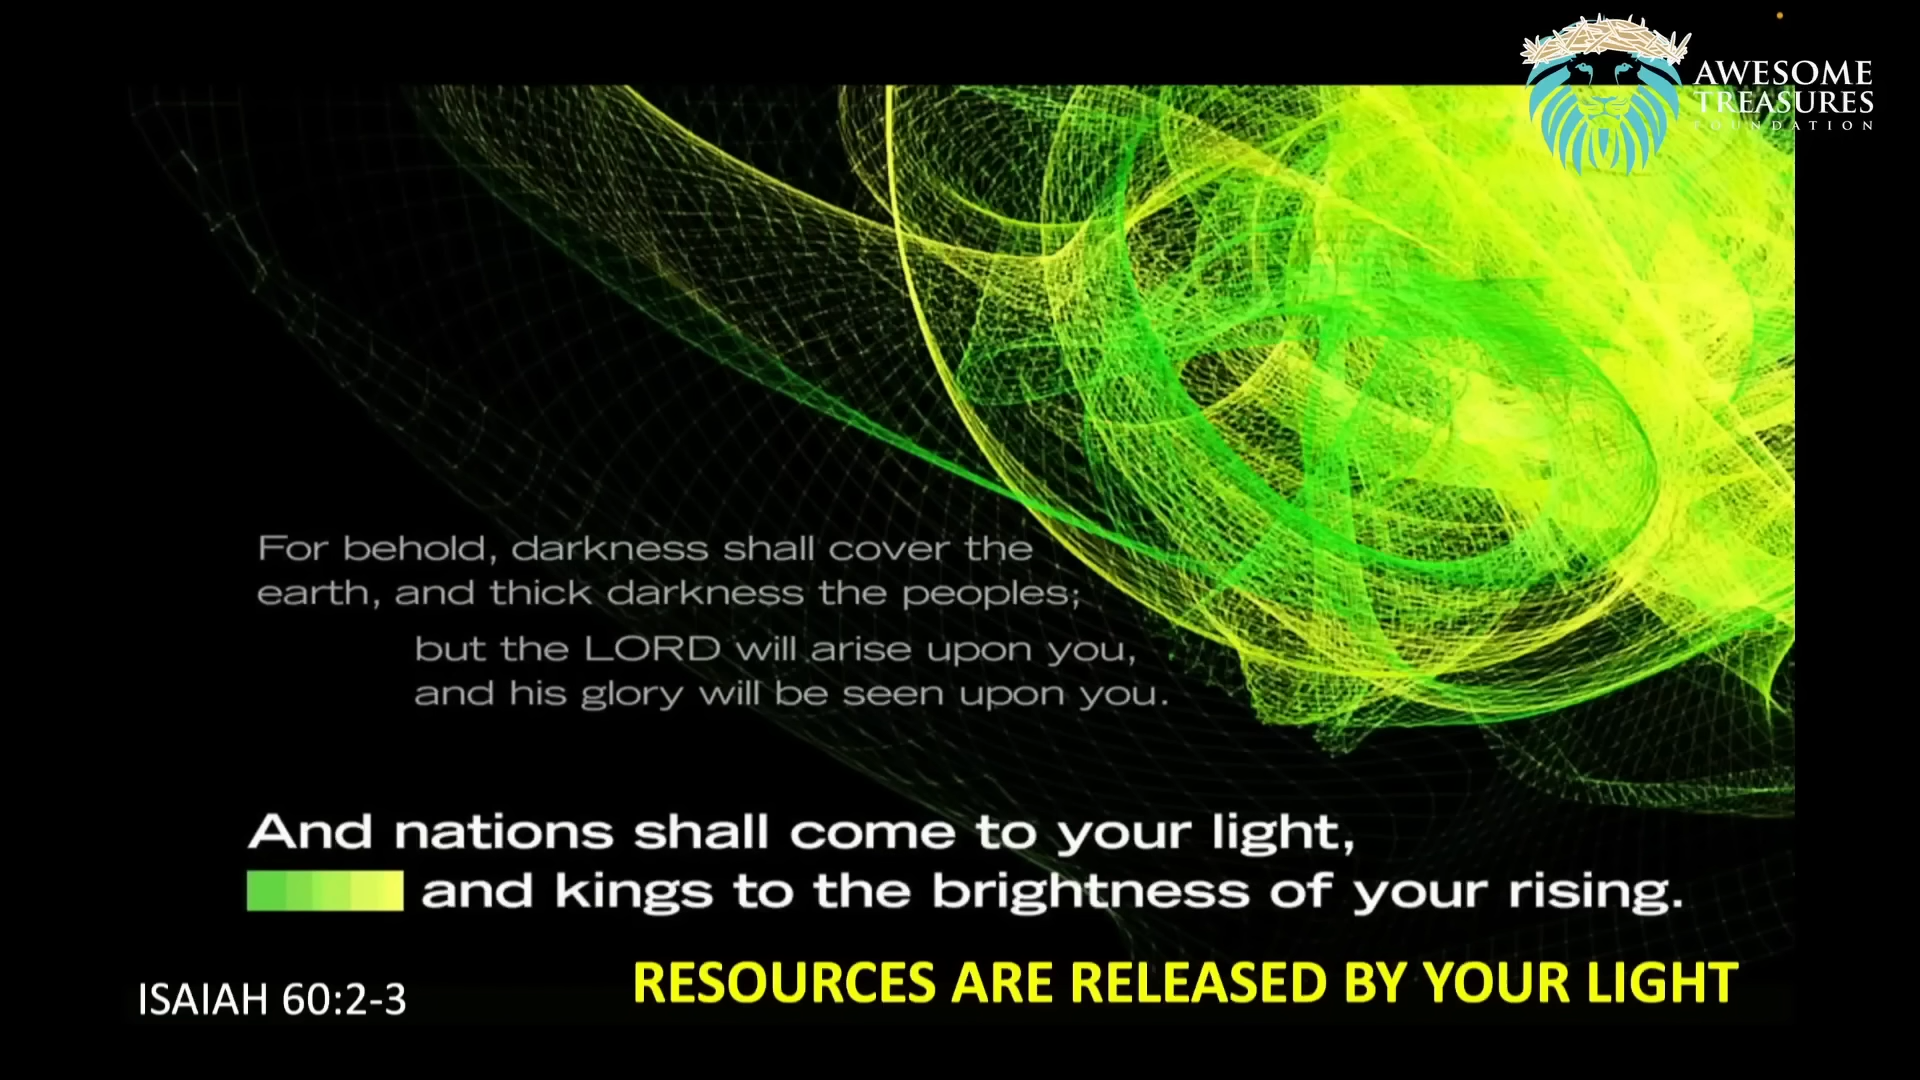 AWESOME
TREASURES
FOUNDATION
For behold, darkness shall cover the
earth, and thick darkness the peoples;
but the LORD will arise upon you,
and his glory will be seen upon you.
And nations shall come to your light,
and kings to the brightness of your rising.
RESOURCES ARE RELEASED BY YOUR LIGHT
ISAIAH 60:2-3